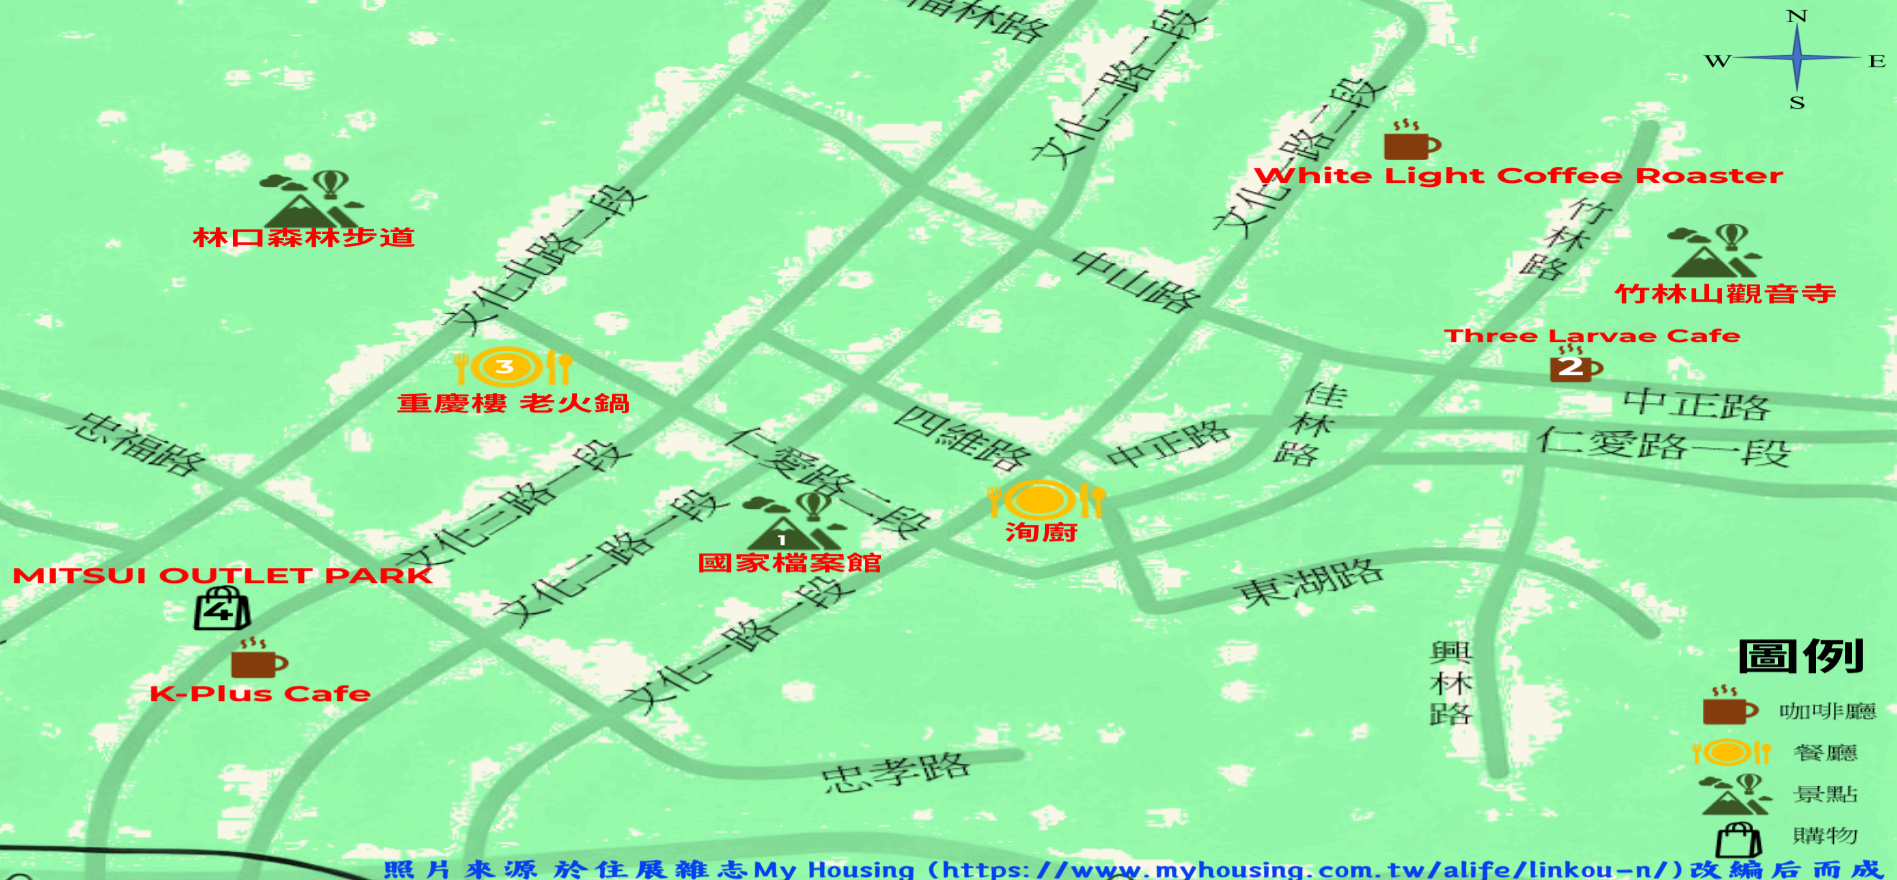 福林路
文化二路二段
文化一路二段
N
W
E
S
White Light Coffee Roaster
竹林路
文化北路二段
林口森林步道
中山路
竹林山觀音寺
Three Larvae Cafe
2
3
重慶樓 老火鍋
忠福路
佳林路
中正路
四維路
中正路
仁愛路二段
仁愛路一段
文化三路一段
文化二路一段
1
國家檔案館
洵廚
MITSUI OUTLET PARK
4
文化一路一段
東湖路
K-Plus Cafe
興林路
忠孝路
圖例
咖啡廳
餐廳
景點
購物
照片來源於住展雜志My Housing (https://www.myhousing.com.tw/alife/linkou-n/)改編后而成